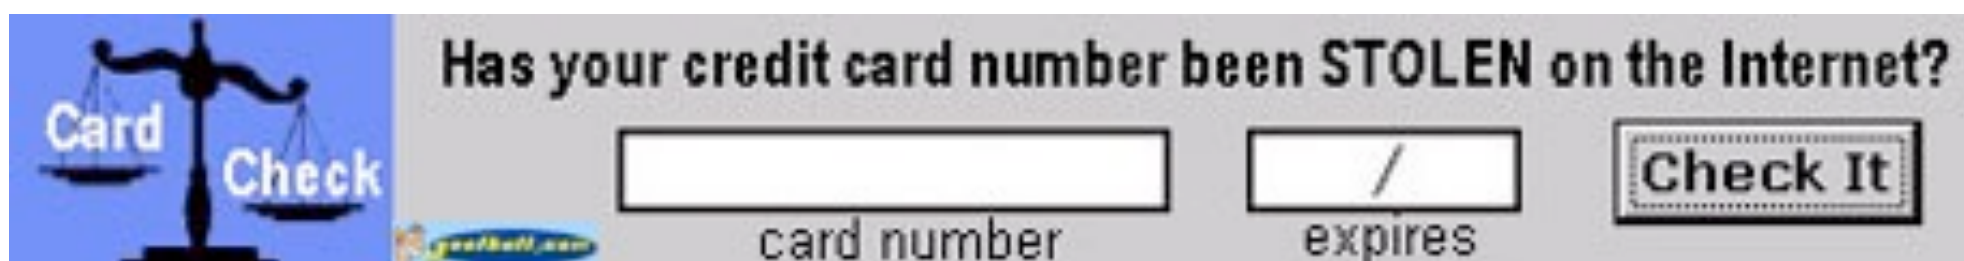 Has your credit card number been STOLEN on the Internet?
Card
Check
/
Check It
card number
expires